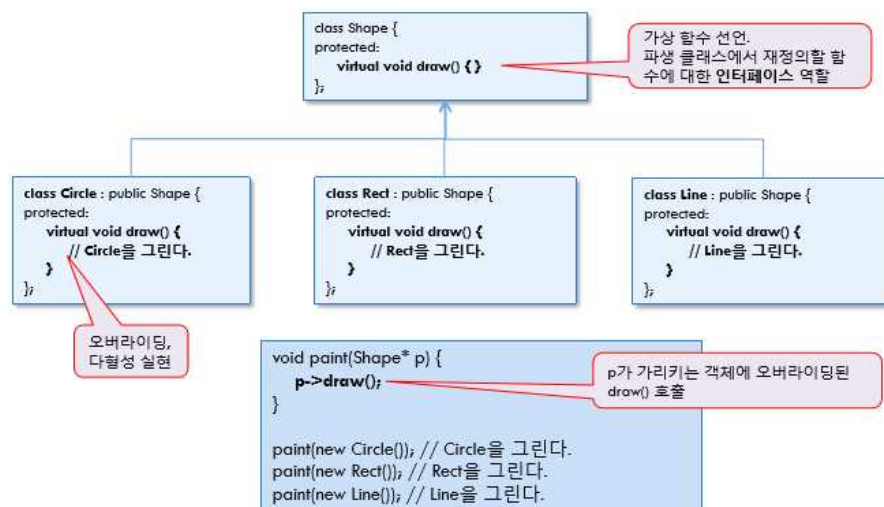 class Shape {
protected:
virtual void draw() { }
};
가상 함수 선언.
파생 클래스에서 재정의할 함
수에 대한 인터페이스 역할
class Circle : public Shape {
protected:
virtual void draw() {
// Circle을 그린다.
}
};
class Rect : public Shape {
protected:
virtual void draw() {
// Rect을 그린다.
}
};
class Line : public Shape {
protected:
virtual void draw() {
// Line을 그린다.
}
};
오버라이딩,
다형성 실현
void paint(Shape* p) {
p->draw();
}
p가 가리키는 객체에 오버라이딩된
draw() 호출
paint(new Circle()); // Circle을 그린다.
paint(new Rect()); // Rect을 그린다.
paint(new Line()); // Line을 그린다.